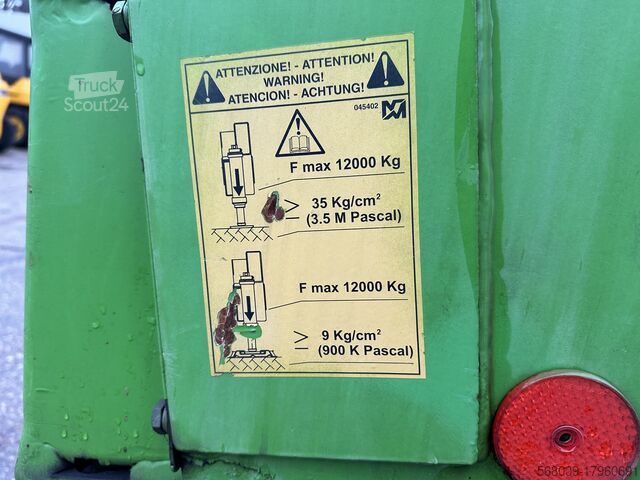 Truck
Scout24
ATTENZIONE! - ATTENTION!
WARNING!
ATENCION! - ACHTUNG!
045402
F max 12000 Kg
> 35 Kg/cm²
(3.5 M Pascal)
F max 12000 Kg
≥ 9 Kg/cm²
(900 K Pascal)
568039-17960691